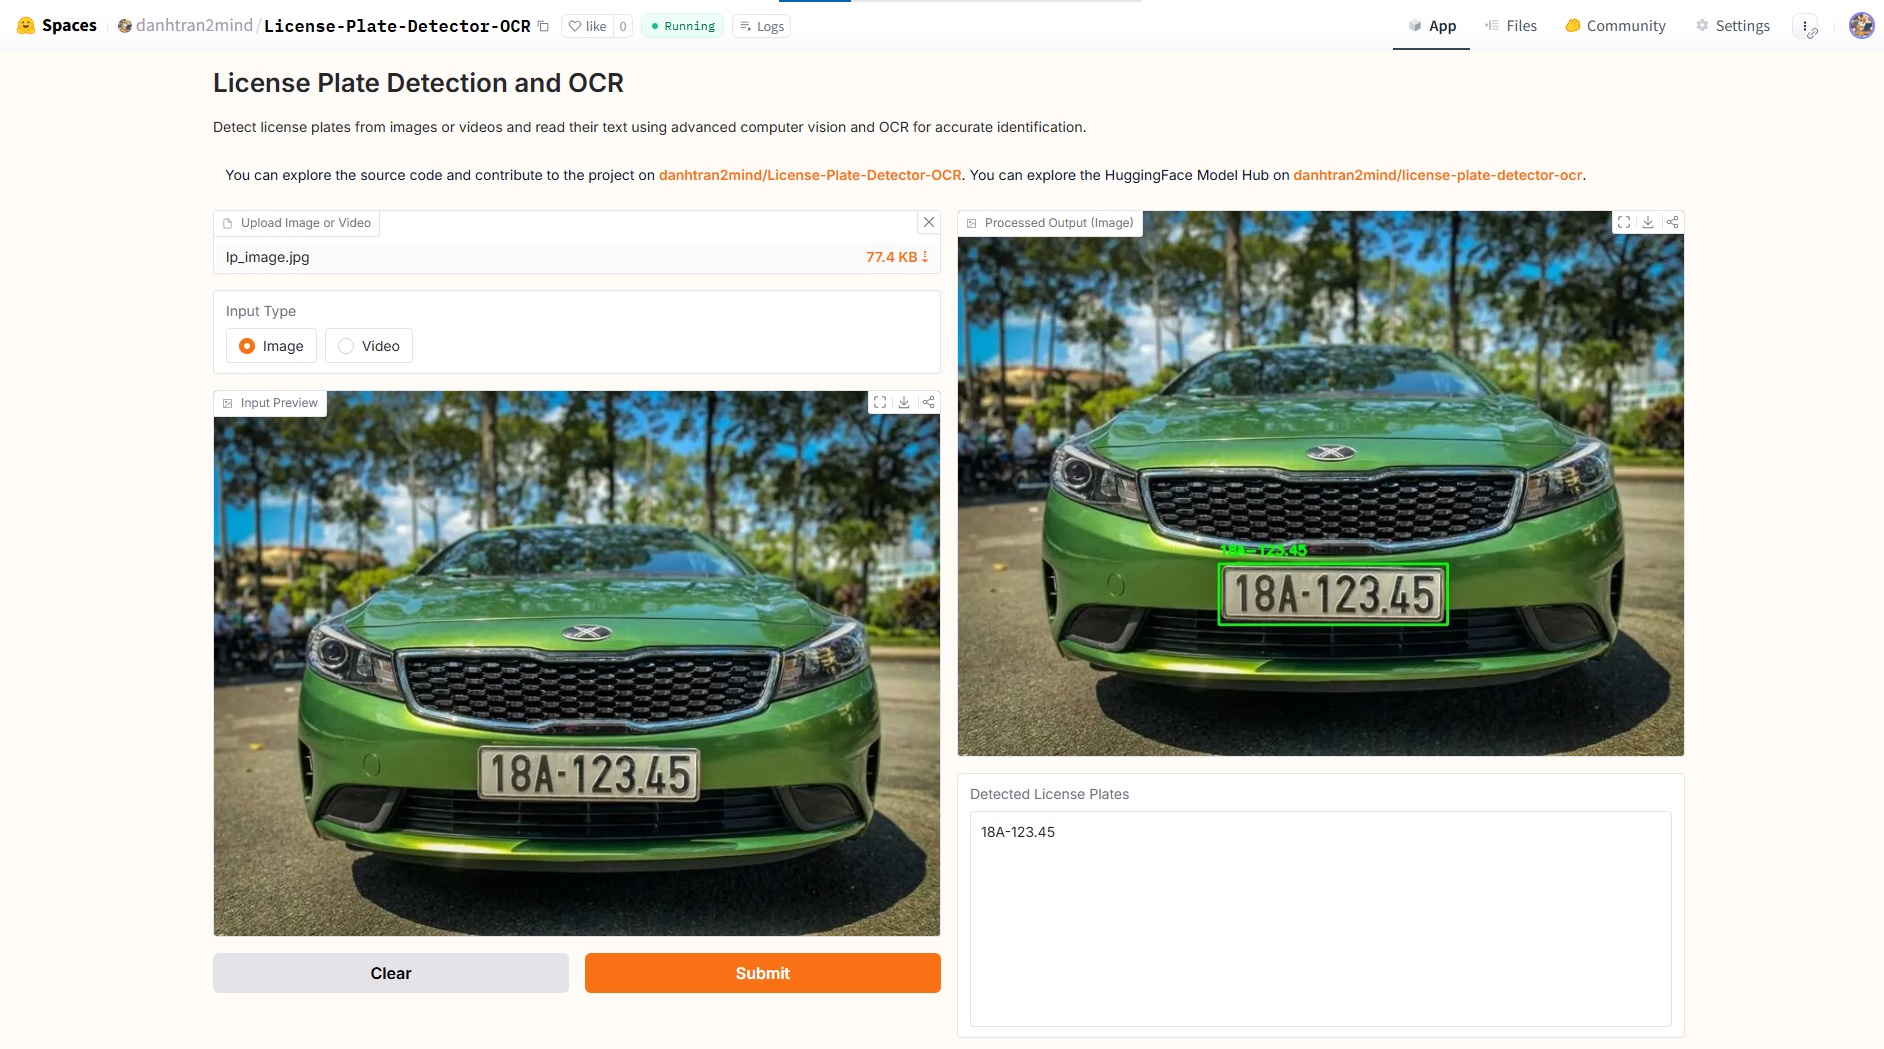 Spaces danhtran2mind/License-Plate-Detector-OCR like 0 Running Logs App Files Community Settings
License Plate Detection and OCR
Detect license plates from images or videos and read their text using advanced computer vision and OCR for accurate identification.
You can explore the source code and contribute to the project on danhtran2mind/License-Plate-Detector-OCR. You can explore the HuggingFace Model Hub on danhtran2mind/license-plate-detector-ocr.
Upload Image or Video
lp_image.jpg 77.4 KB ⇣
Input Type
Image Video
Input Preview
18A-123.45
Clear Submit
Processed Output (Image)
18A-123.45
18A-123.45
Detected License Plates
18A-123.45